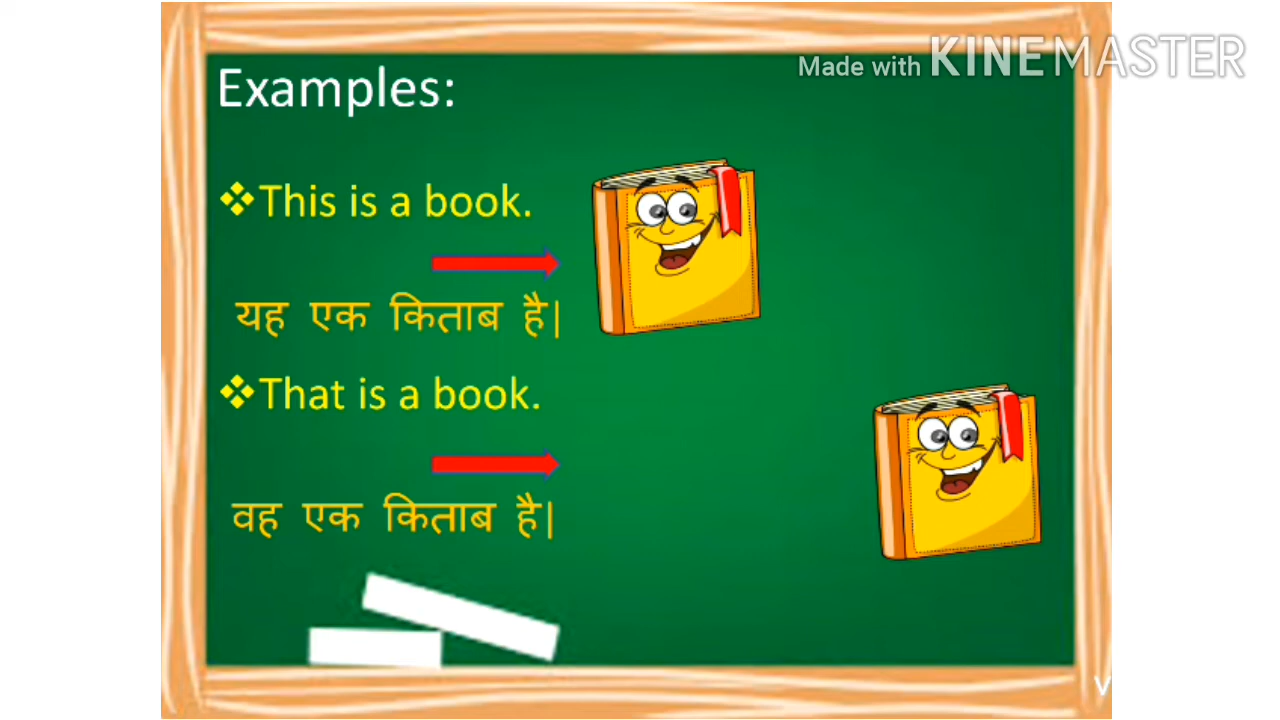 Made with KINEMASTER
Examples:
❖This is a book.
यह एक किताब है|
❖That is a book.
वह एक किताब है|